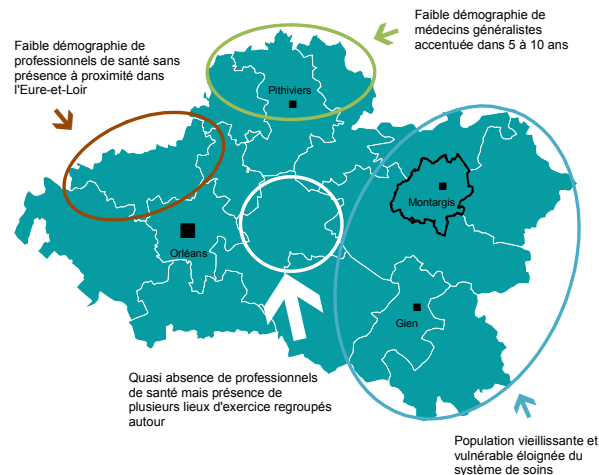 Faible démographie de
médecins généralistes
accentuée dans 5 à 10 ans
Faible démographie de
professionnels de santé sans
présence à proximité dans
l'Eure-et-Loir
Pithiviers
Montargis
Orléans
Gien
Quasi absence de professionnels
de santé mais présence de
plusieurs lieux d'exercice regroupés
autour
Population vieillissante et
vulnérable éloignée du
système de soins